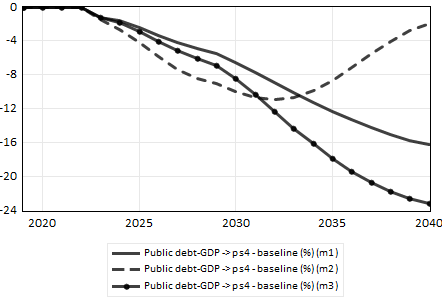 0
-4
-8
-12
-16
-20
-24
2020 2025 2030 2035 2040
Public debt-GDP -> ps4 - baseline (%) (m1)
Public debt-GDP -> ps4 - baseline (%) (m2)
Public debt-GDP -> ps4 - baseline (%) (m3)